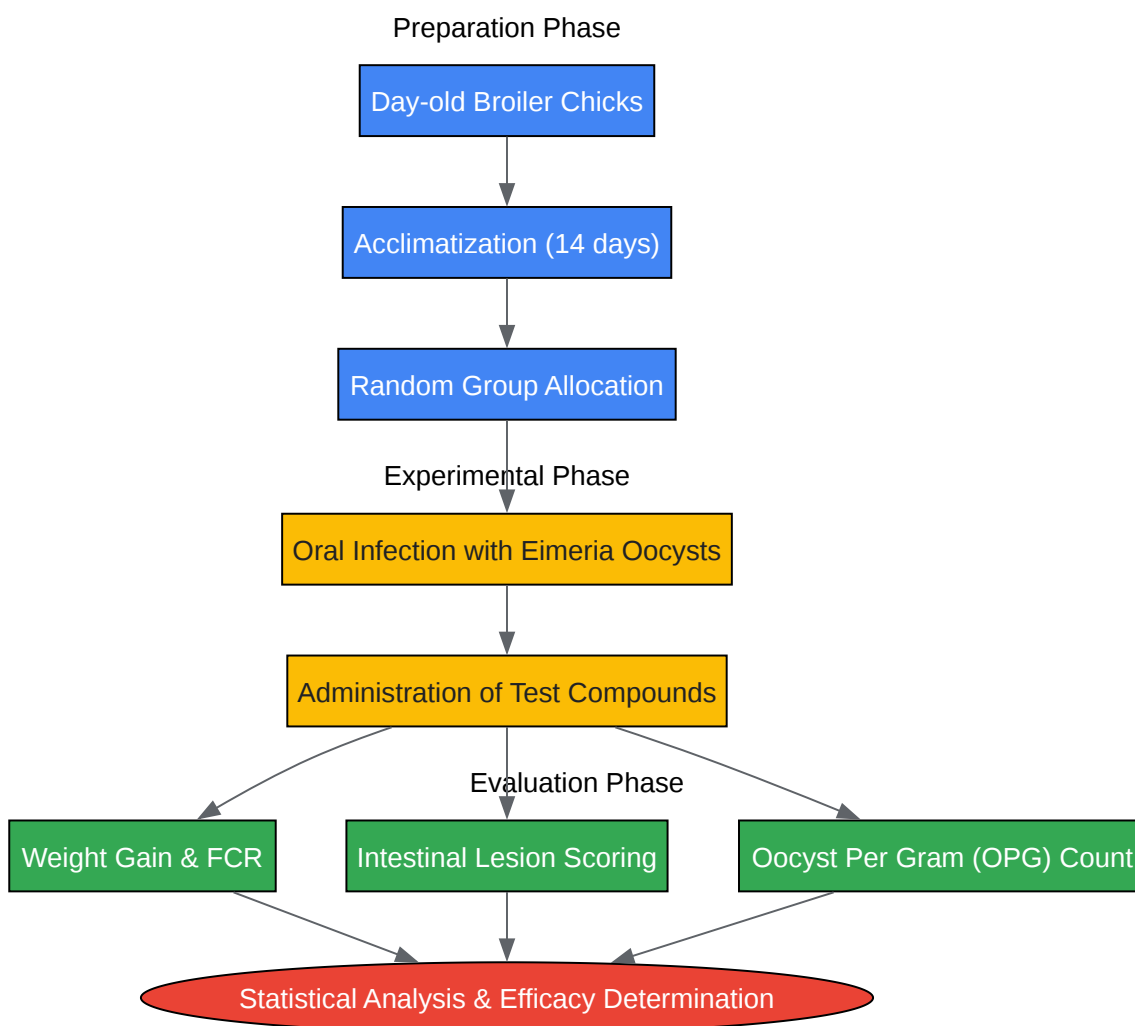 Preparation Phase
Day-old Broiler Chicks
Acclimatization (14 days)
Random Group Allocation
Experimental Phase
Oral Infection with Eimeria Oocysts
Administration of Test Compounds
Evaluation Phase
Weight Gain & FCR
Intestinal Lesion Scoring
Oocyst Per Gram (OPG) Count
Statistical Analysis & Efficacy Determination